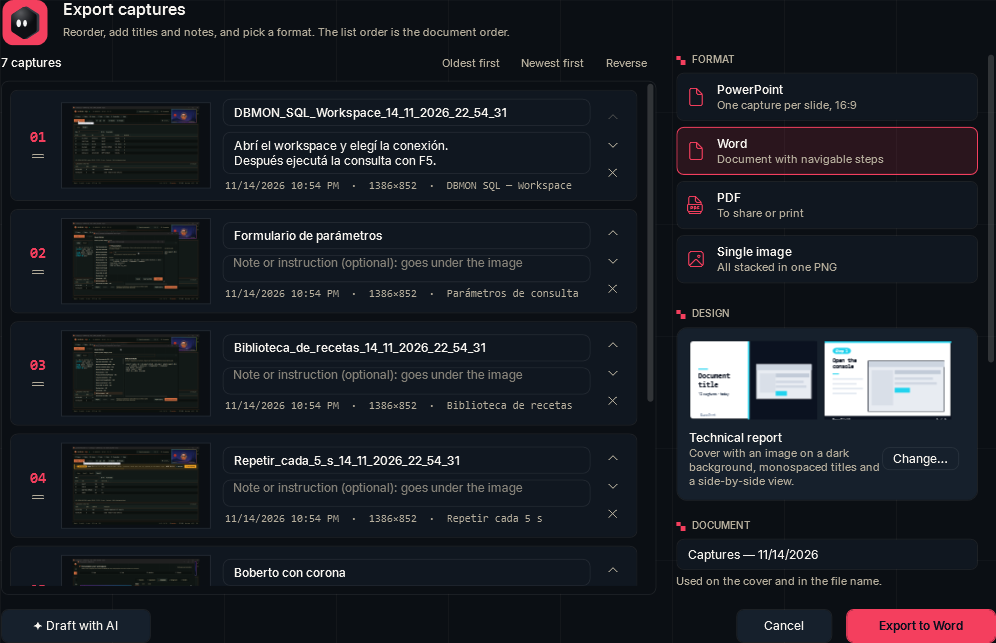 Export captures
Reorder, add titles and notes, and pick a format. The list order is the document order.
7 captures
Oldest first
Newest first
Reverse
01
DBMON_SQL_Workspace_14_11_2026_22_54_31
Abrí el workspace y elegí la conexión.
Después ejecutá la consulta con F5.
11/14/2026 10:54 PM · 1386×852 · DBMON SQL — Workspace
02
Formulario de parámetros
Note or instruction (optional): goes under the image
11/14/2026 10:54 PM · 1386×852 · Parámetros de consulta
03
Biblioteca_de_recetas_14_11_2026_22_54_31
Note or instruction (optional): goes under the image
11/14/2026 10:54 PM · 1386×852 · Biblioteca de recetas
04
Repetir_cada_5_s_14_11_2026_22_54_31
Note or instruction (optional): goes under the image
11/14/2026 10:54 PM · 1386×852 · Repetir cada 5 s
Boberto con corona
FORMAT
PowerPoint
One capture per slide, 16:9
Word
Document with navigable steps
PDF
To share or print
Single image
All stacked in one PNG
DESIGN
Document
title
Open the
console
Technical report
Cover with an image on a dark
background, monospaced titles and
a side-by-side view.
Change...
DOCUMENT
Captures — 11/14/2026
Used on the cover and in the file name.
✦ Draft with AI
Cancel
Export to Word